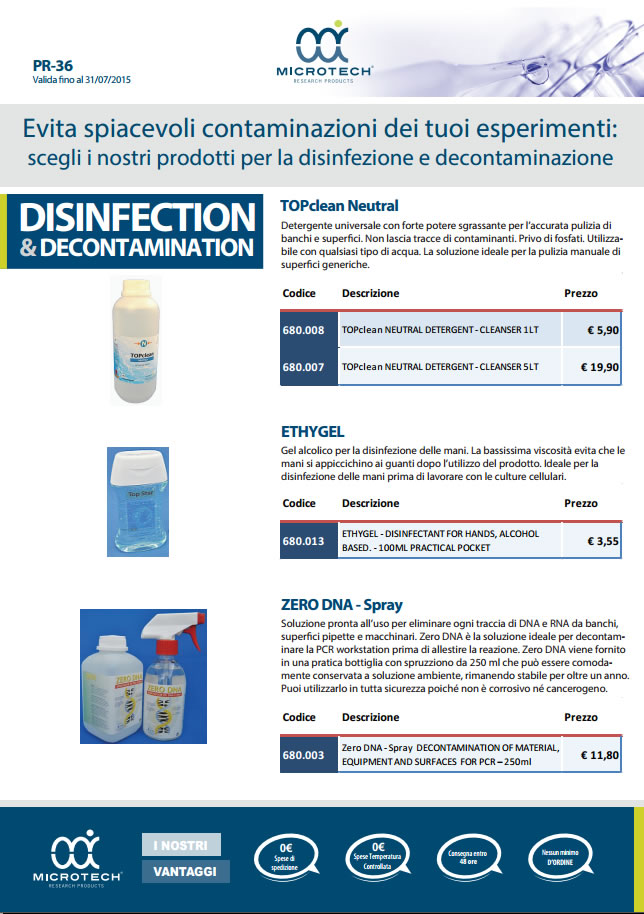 PR-36
Valida fino al 31/07/2015
MICROTECH
RESEARCH PRODUCTS
Evita spiacevoli contaminazioni dei tuoi esperimenti:
scegli i nostri prodotti per la disinfezione e decontaminazione
DISINFECTION
& DECONTAMINATION
TOPclean Neutral
Detergente universale con forte potere sgrassante per l'accurata pulizia di
banchi e superfici. Non lascia tracce di contaminanti. Privo di fosfati. Utilizza-
bile con qualsiasi tipo di acqua. La soluzione ideale per la pulizia manuale di
superfici generiche.
Codice Descrizione Prezzo
680.008 TOPclean NEUTRAL DETERGENT - CLEANSER 1LT € 5,90
680.007 TOPclean NEUTRAL DETERGENT - CLEANSER 5LT € 19,90
N
TOPclean
ETHYGEL
Gel alcolico per la disinfezione delle mani. La bassissima viscosità evita che le
mani si appiccichino ai guanti dopo l'utilizzo del prodotto. Ideale per la
disinfezione delle mani prima di lavorare con le culture cellulari.
Codice Descrizione Prezzo
680.013 ETHYGEL - DISINFECTANT FOR HANDS, ALCOHOL
BASED. - 100ML PRACTICAL POCKET € 3,55
ZERO DNA - Spray
Soluzione pronta all'uso per eliminare ogni traccia di DNA e RNA da banchi,
superfici pipette e macchinari. Zero DNA è la soluzione ideale per decontam-
inare la PCR workstation prima di allestire la reazione. Zero DNA viene fornito
in una pratica bottiglia con spruzziono da 250 ml che può essere comoda-
mente conservata a soluzione ambiente, rimanendo stabile per oltre un anno.
Puoi utilizzarlo in tutta sicurezza poiché non è corrosivo né cancerogeno.
ZERO DNA
ZERO DNA
Codice Descrizione Prezzo
680.003 Zero DNA - Spray DECONTAMINATION OF MATERIAL,
EQUIPMENT AND SURFACES FOR PCR – 250ml € 11,80
MICROTECH
RESEARCH PRODUCTS
I NOSTRI
VANTAGGI
0€
Spese di
spedizione
0€
Spese Temperatura
Controllata
Consegna entro
48 ore
Nessun minimo
D'ORDINE